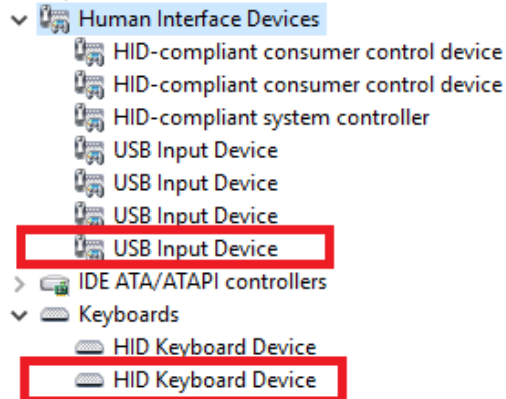 Human Interface Devices
HID-compliant consumer control device
HID-compliant consumer control device
HID-compliant system controller
USB Input Device
USB Input Device
USB Input Device
USB Input Device
IDE ATA/ATAPI controllers
Keyboards
HID Keyboard Device
HID Keyboard Device